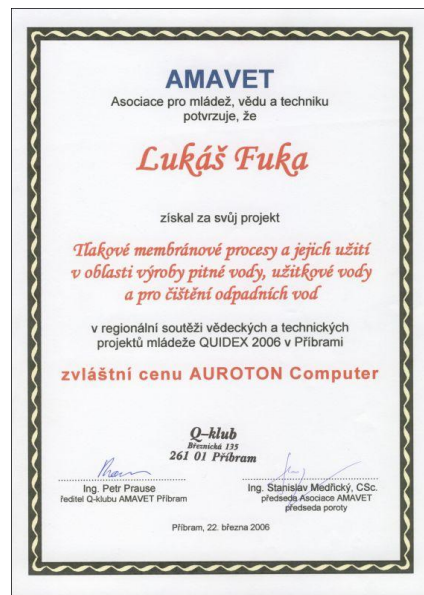 AMAVET
Asociace pro mládež, vědu a techniku
potvrzuje, že
Lukáš Fuka
získal za svůj projekt
Tlakové membránové procesy a jejich užití
v oblasti výroby pitné vody, užitkové vody
a pro čištění odpadních vod
v regionální soutěži vědeckých a technických
projektů mládeže QUIDEX 2006 v Příbrami
zvláštní cenu AUROTON Computer
Q–klub
Březnická 135
261 01 Příbram
Ing. Petr Prause
ředitel Q-klubu AMAVET Příbram
Ing. Stanislav Medřický, CSc.
předseda Asociace AMAVET
předseda poroty
Příbram, 22. března 2006